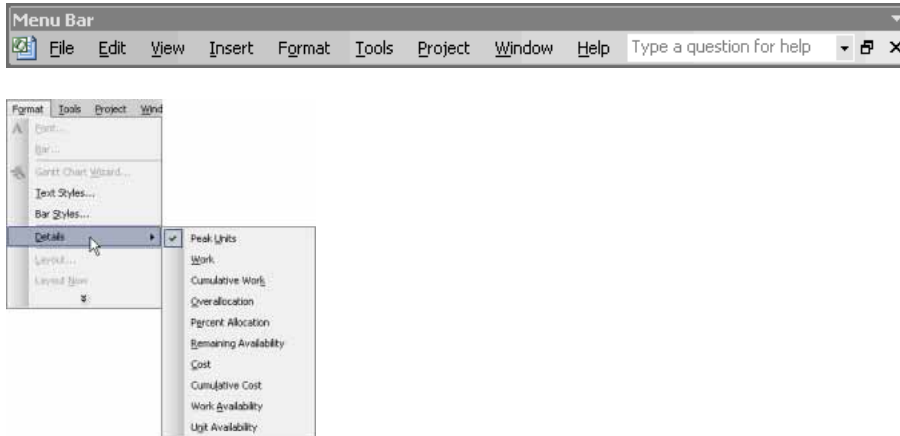 Menu Bar
File Edit View Insert Format Tools Project Window Help Type a question for help
Format Tools Project Wind
Font...
Bar...
Gantt Chart Wizard...
Text Styles...
Bar Styles...
Details
Layout...
Layout Now
Peak Units
Work
Cumulative Work
Overallocation
Percent Allocation
Remaining Availability
Cost
Cumulative Cost
Work Availability
Unit Availability